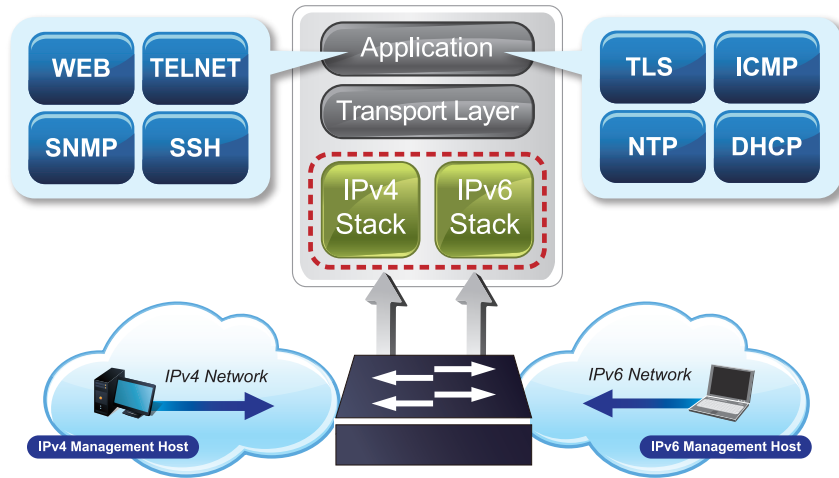 Application
Transport Layer
WEB
TELNET
SNMP
SSH
TLS
ICMP
NTP
DHCP
IPv4
Stack
IPv6
Stack
IPv4 Network
IPv6 Network
IPv4 Management Host
IPv6 Management Host